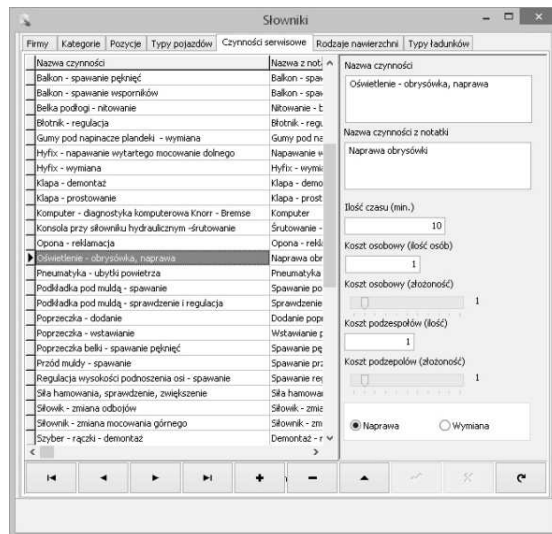 Słowniki
Firmy Kategorie Pozycje Typy pojazdów Czynności serwisowe Rodzaje nawierzchni Typy ładunków
Nazwa czynności Nazwa z not
Balkon - spawanie pęknięć Balkon - spaw
Balkon - spawanie wsporników Balkon - spaw
Belka podłogi - nitowanie Nitowanie - b
Błotnik - regulacja Błotnik - regu
Gumy pod napinacze plandeki - wymiana Gumy pod na
Hyfix - napawanie wytartego mocowanie dolnego Napawanie w
Hyfix - wymiana Hyfix - wymia
Klapa - demontaż Klapa - demo
Klapa - prostowanie Klapa - prost
Komputer - diagnostyka komputerowa Knorr - Bremse Komputer
Konsola przy siłowniku hydraulicznym -śrutowanie Śrutowanie -
Opona - reklamacja Opona - rekla
Oświetlenie - obrysówka, naprawa Naprawa obr
Pneumatyka - ubytki powietrza Pneumatyka
Podkładka pod muldą - spawanie Spawanie po
Podkładka pod muldą - sprawdzenie i regulacja Sprawdzenie
Poprzeczka - dodanie Dodanie popr
Poprzeczka - wstawianie Wstawianie p
Poprzeczka belki - spawanie pęknięć Spawanie pę
Przód muldy - spawanie Spawanie prz
Regulacja wysokości podnoszenia osi - spawanie Spawanie reg
Siła hamowania, sprawdzenie, zwiększenie Siła hamowa
Siłowik - zmiana odbojów Siłowik - zmia
Siłownik - zmiana mocowania górnego Siłownik - zm
Szyber - rączki - demontaż Demontaż - r
Nazwa czynności
Oświetlenie - obrysówka, naprawa
Nazwa czynności z notatki
Naprawa obrysówki
Ilość czasu (min.)
10
Koszt osobowy (ilość osób)
1
Koszt osobowy (złożoność)
1
Koszt podzespołów (ilość)
1
Koszt podzepołów (złożoność)
1
Naprawa Wymiana